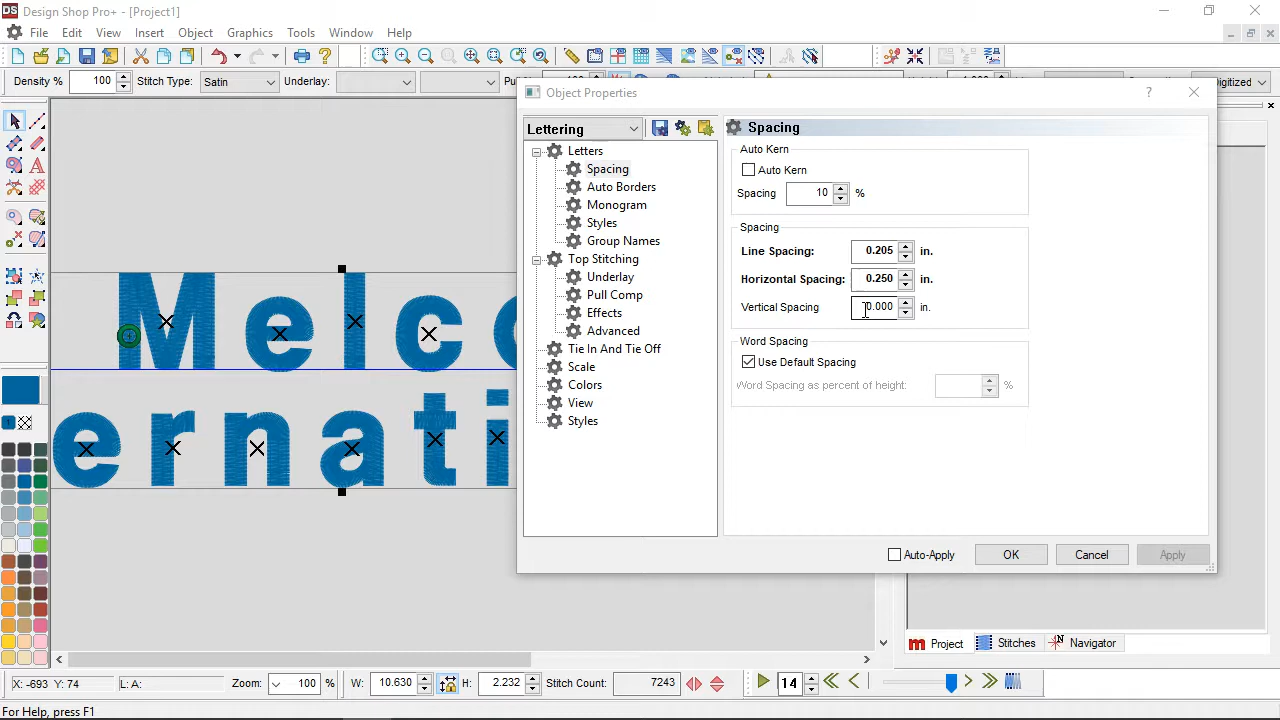 DS Design Shop Pro+ - [Project1]
File Edit View Insert Object Graphics Tools Window Help
Density % 100 Stitch Type: Satin Underlay:
igitized
Object Properties
Lettering
Letters
Spacing
Auto Borders
Monogram
Styles
Group Names
Top Stitching
Underlay
Pull Comp
Effects
Advanced
Tie In And Tie Off
Scale
Colors
View
Styles
Spacing
Auto Kern
Auto Kern
Spacing 10 %
Spacing
Line Spacing: 0.205 in.
Horizontal Spacing: 0.250 in.
Vertical Spacing 0.000 in.
Word Spacing
Use Default Spacing
Word Spacing as percent of height: %
Auto-Apply OK Cancel Apply
Melc
ernati
Project Stitches Navigator
X: -693 Y: 74 L: A: Zoom: 100 % W: 10.630 H: 2.232 Stitch Count: 7243 14
For Help, press F1